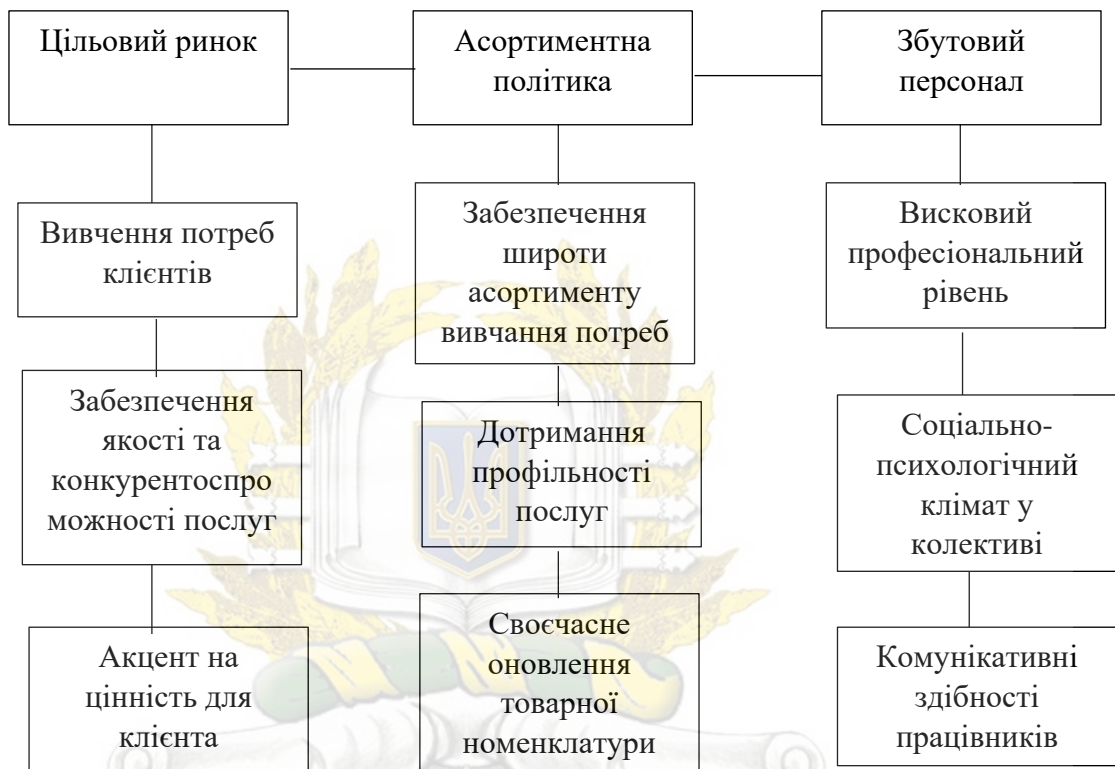 Цільовий ринок
Асортиментна
політика
Збутовий
персонал
Вивчення потреб
клієнтів
Забезпечення
широти
асортименту
вивчання потреб
Висковий
професіональний
рівень
Забезпечення
якості та
конкурентоспро
можності послуг
Дотримання
профільності
послуг
Соціально-
психологічний
клімат у
колективі
Акцент на
цінність для
клієнта
Своєчасне
оновлення
товарної
номенклатури
Комунікативні
здібності
працівників